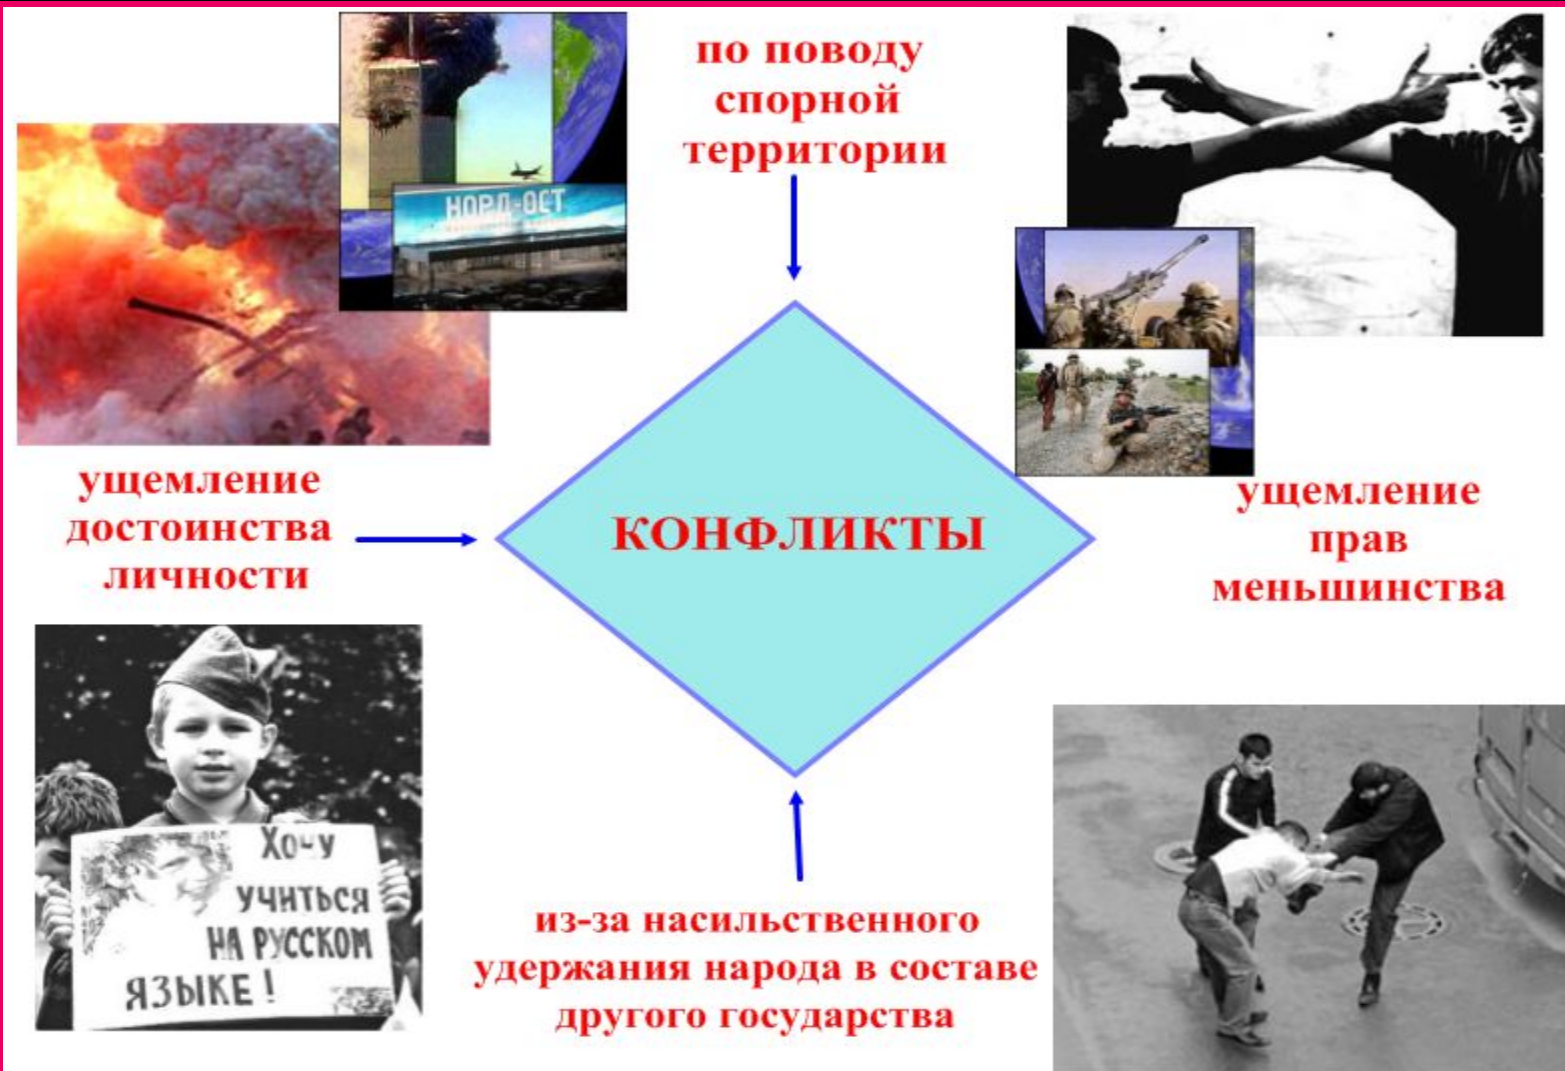 по поводу
спорной
территории
НОРД-ОСТ
ущемление
достоинства
личности
КОНФЛИКТЫ
ущемление
прав
меньшинства
Хочу
учиться
на русском
языке!
из-за насильственного
удержания народа в составе
другого государства